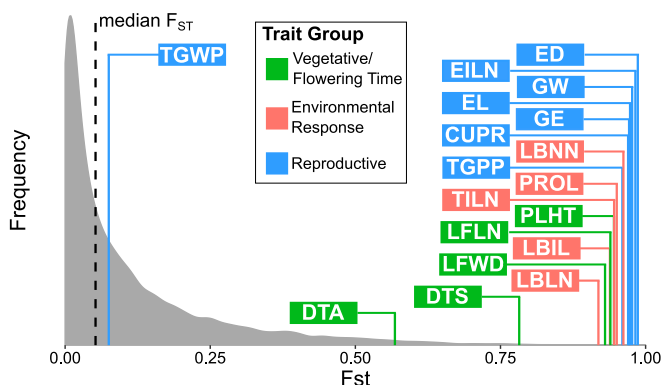 median FST
TGWP
Trait Group
Vegetative/
Flowering Time
Environmental
Response
Reproductive
ED
EILN
GW
EL
GE
CUPR
LBNN
TGPP
PROL
TILN
PLHT
LFLN
LBIL
LFWD
LBLN
DTS
DTA
Frequency
0.00 0.25 0.50 0.75 1.00
Fst